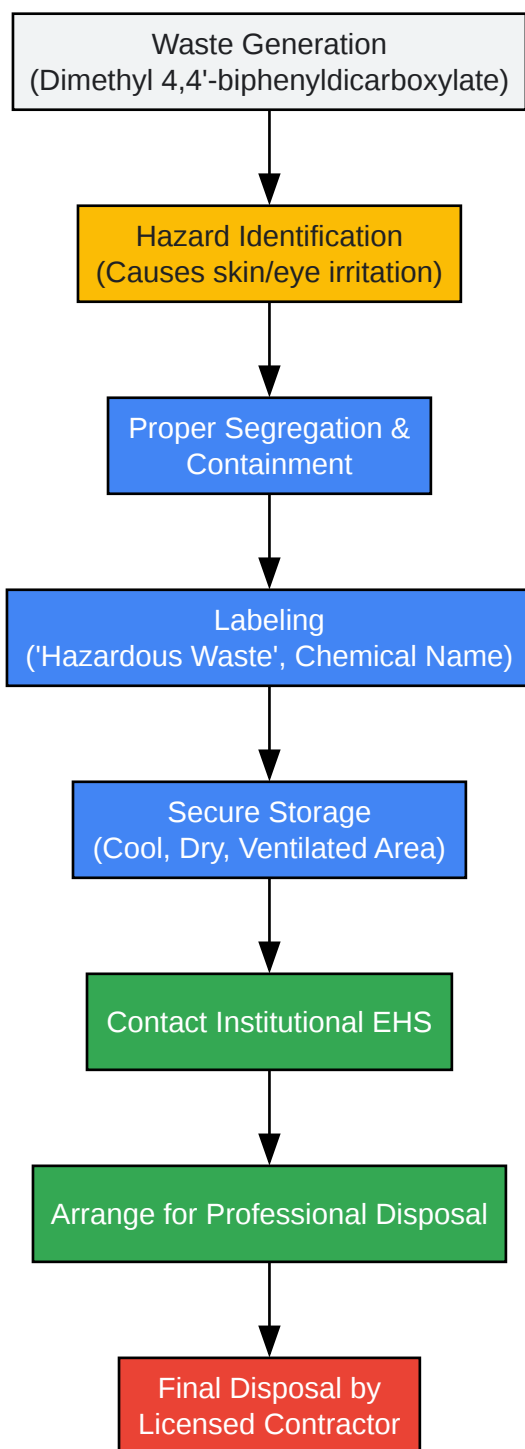 Waste Generation
(Dimethyl 4,4'-biphenyldicarboxylate)
Hazard Identification
(Causes skin/eye irritation)
Proper Segregation &
Containment
Labeling
('Hazardous Waste', Chemical Name)
Secure Storage
(Cool, Dry, Ventilated Area)
Contact Institutional EHS
Arrange for Professional Disposal
Final Disposal by
Licensed Contractor